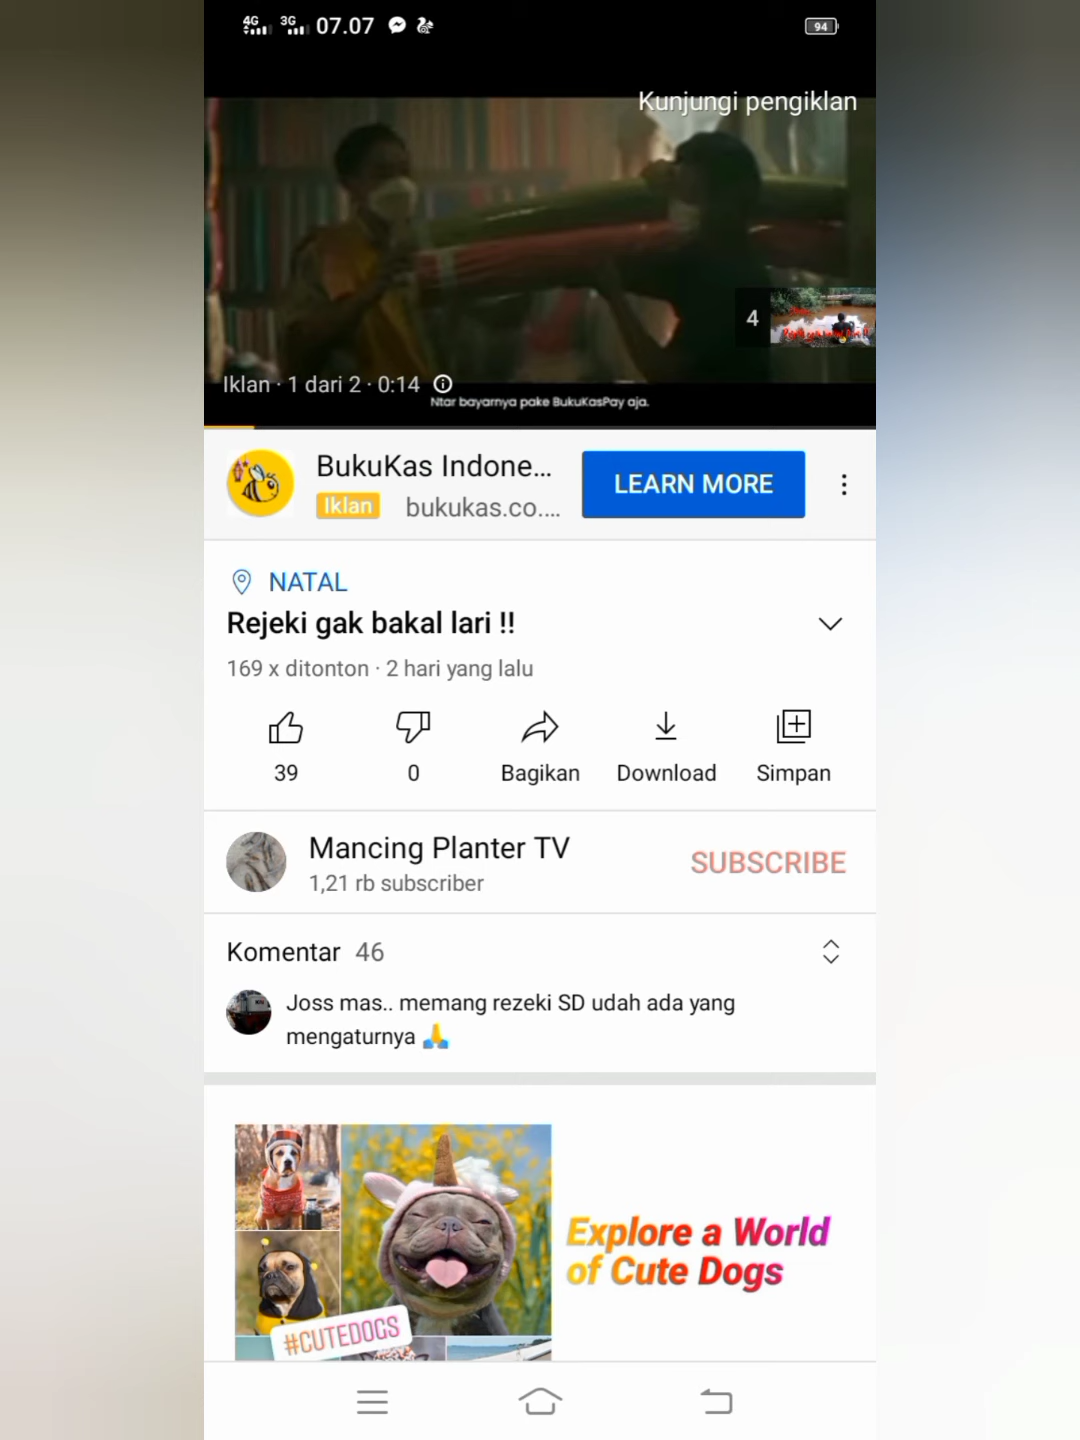 4G 3G 07.07 94
Kunjungi pengiklan
4
Iklan · 1 dari 2 · 0:14
Ntar bayarnya pake BukuKasPay aja.
BukuKas Indone...
LEARN MORE
Iklan bukukas.co....
NATAL
Rejeki gak bakal lari !!
169 x ditonton · 2 hari yang lalu
39 0 Bagikan Download Simpan
Mancing Planter TV
SUBSCRIBE
1,21 rb subscriber
Komentar 46
Joss mas.. memang rezeki SD udah ada yang
mengaturnya 🙏
Explore a World
of Cute Dogs
#CUTEDOGS